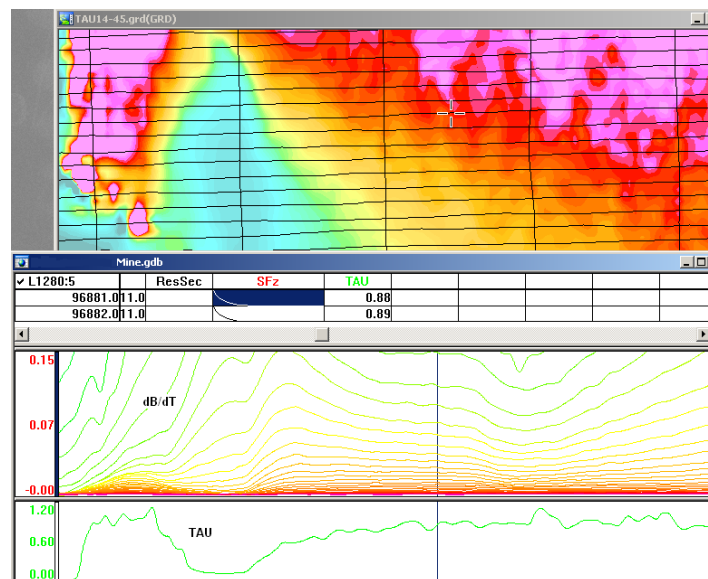 TAU14-45.grd(GRD)
Mine.gdb
L1280:5 ResSec SFz TAU
96881.0 11.0 0.88
96882.0 11.0 0.89
0.15
dB/dT
0.07
-0.00
1.20
TAU
0.60
0.00